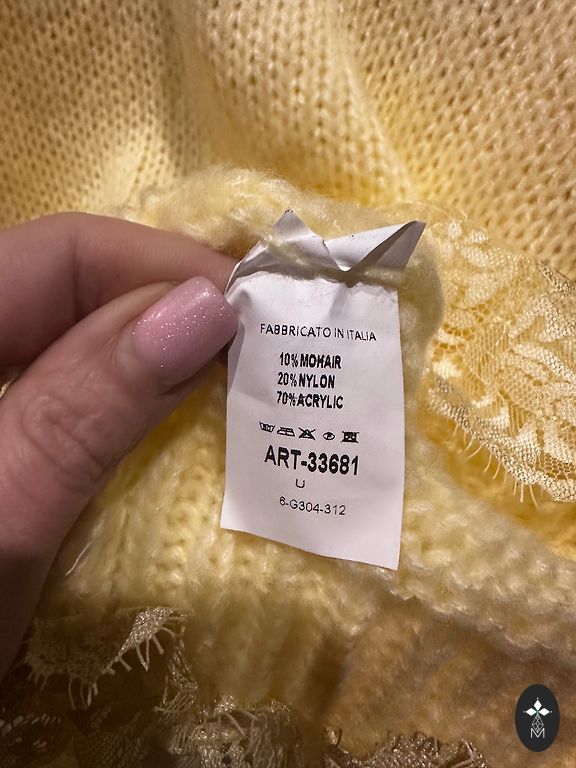 FABBRICATO IN ITALIA
10% MOHAIR
20% NYLON
70% ACRYLIC
ART-33681
U
6-G304-312
M